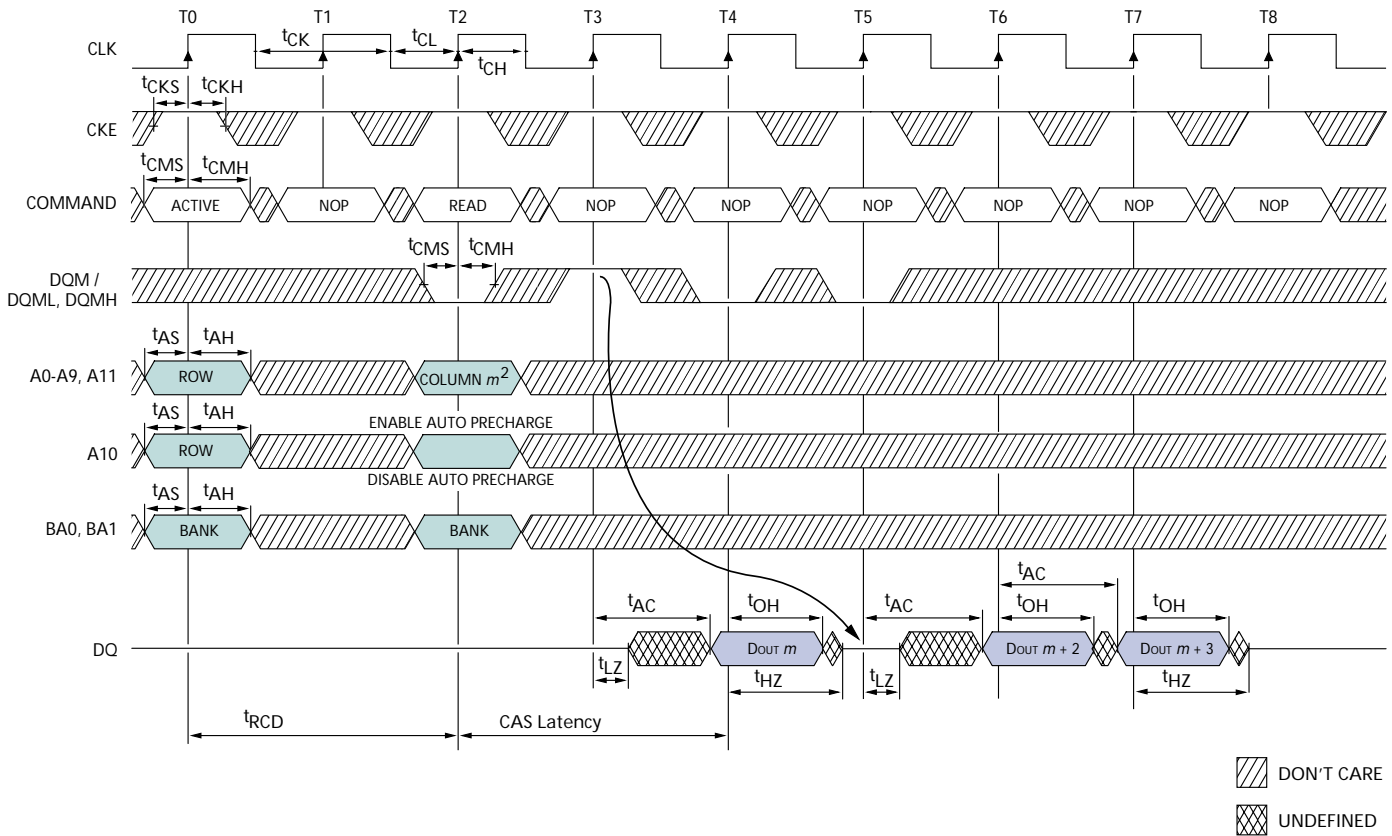 T0 T1 T2 T3 T4 T5 T6 T7 T8
CLK tCK tCL tCH
tCKS tCKH
CKE
tCMS tCMH
COMMAND ACTIVE NOP READ NOP NOP NOP NOP NOP NOP
tCMS tCMH
DQM /
DQML, DQMH
tAS tAH
A0-A9, A11 ROW COLUMN m2
tAS tAH ENABLE AUTO PRECHARGE
A10 ROW
DISABLE AUTO PRECHARGE
tAS tAH
BA0, BA1 BANK BANK
tAC
tAC tOH tAC tOH tOH
DQ DOUT m DOUT m + 2 DOUT m + 3
tLZ tHZ tLZ tHZ
tRCD CAS Latency
DON'T CARE
UNDEFINED